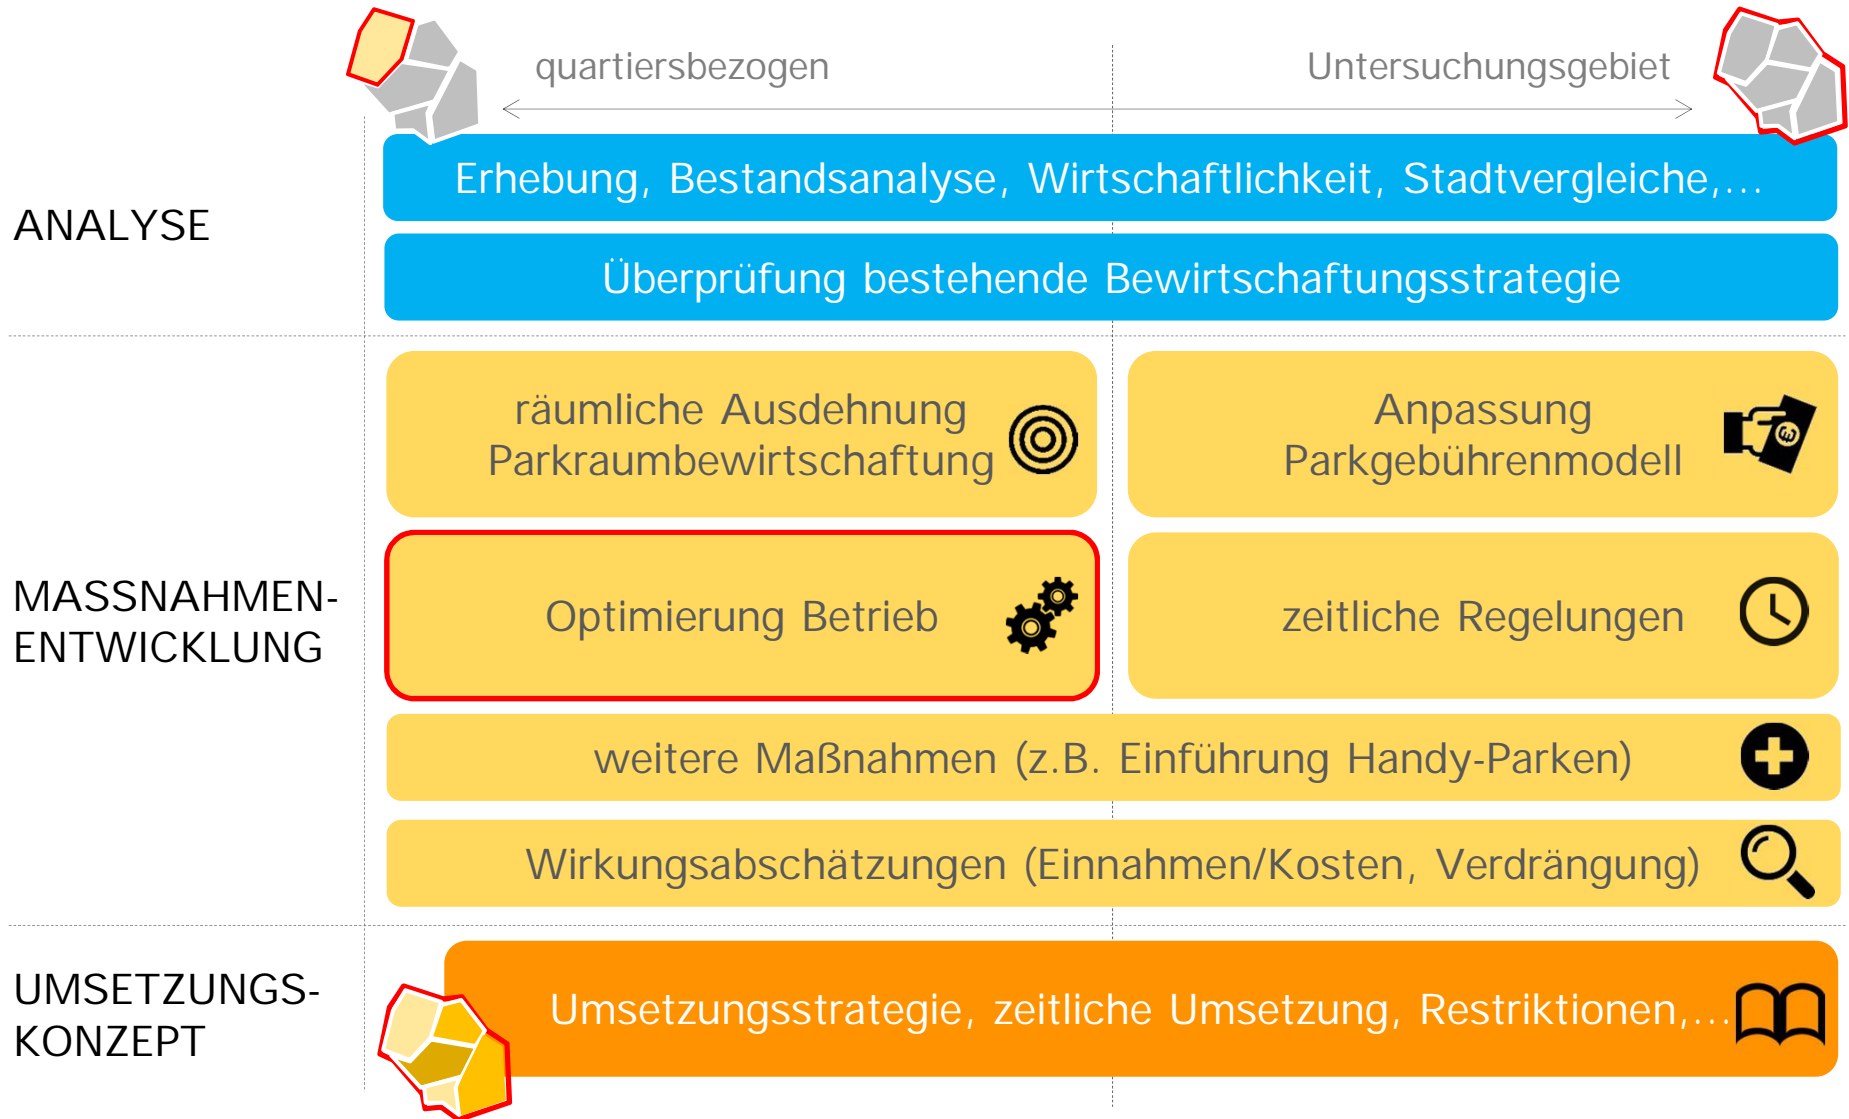 quartiersbezogen
Untersuchungsgebiet
ANALYSE
Erhebung, Bestandsanalyse, Wirtschaftlichkeit, Stadtvergleiche,...
Überprüfung bestehende Bewirtschaftungsstrategie
MASSNAHMEN-
ENTWICKLUNG
räumliche Ausdehnung
Parkraumbewirtschaftung
Anpassung
Parkgebührenmodell
Optimierung Betrieb
zeitliche Regelungen
weitere Maßnahmen (z.B. Einführung Handy-Parken)
Wirkungsabschätzungen (Einnahmen/Kosten, Verdrängung)
UMSETZUNGS-
KONZEPT
Umsetzungsstrategie, zeitliche Umsetzung, Restriktionen,...